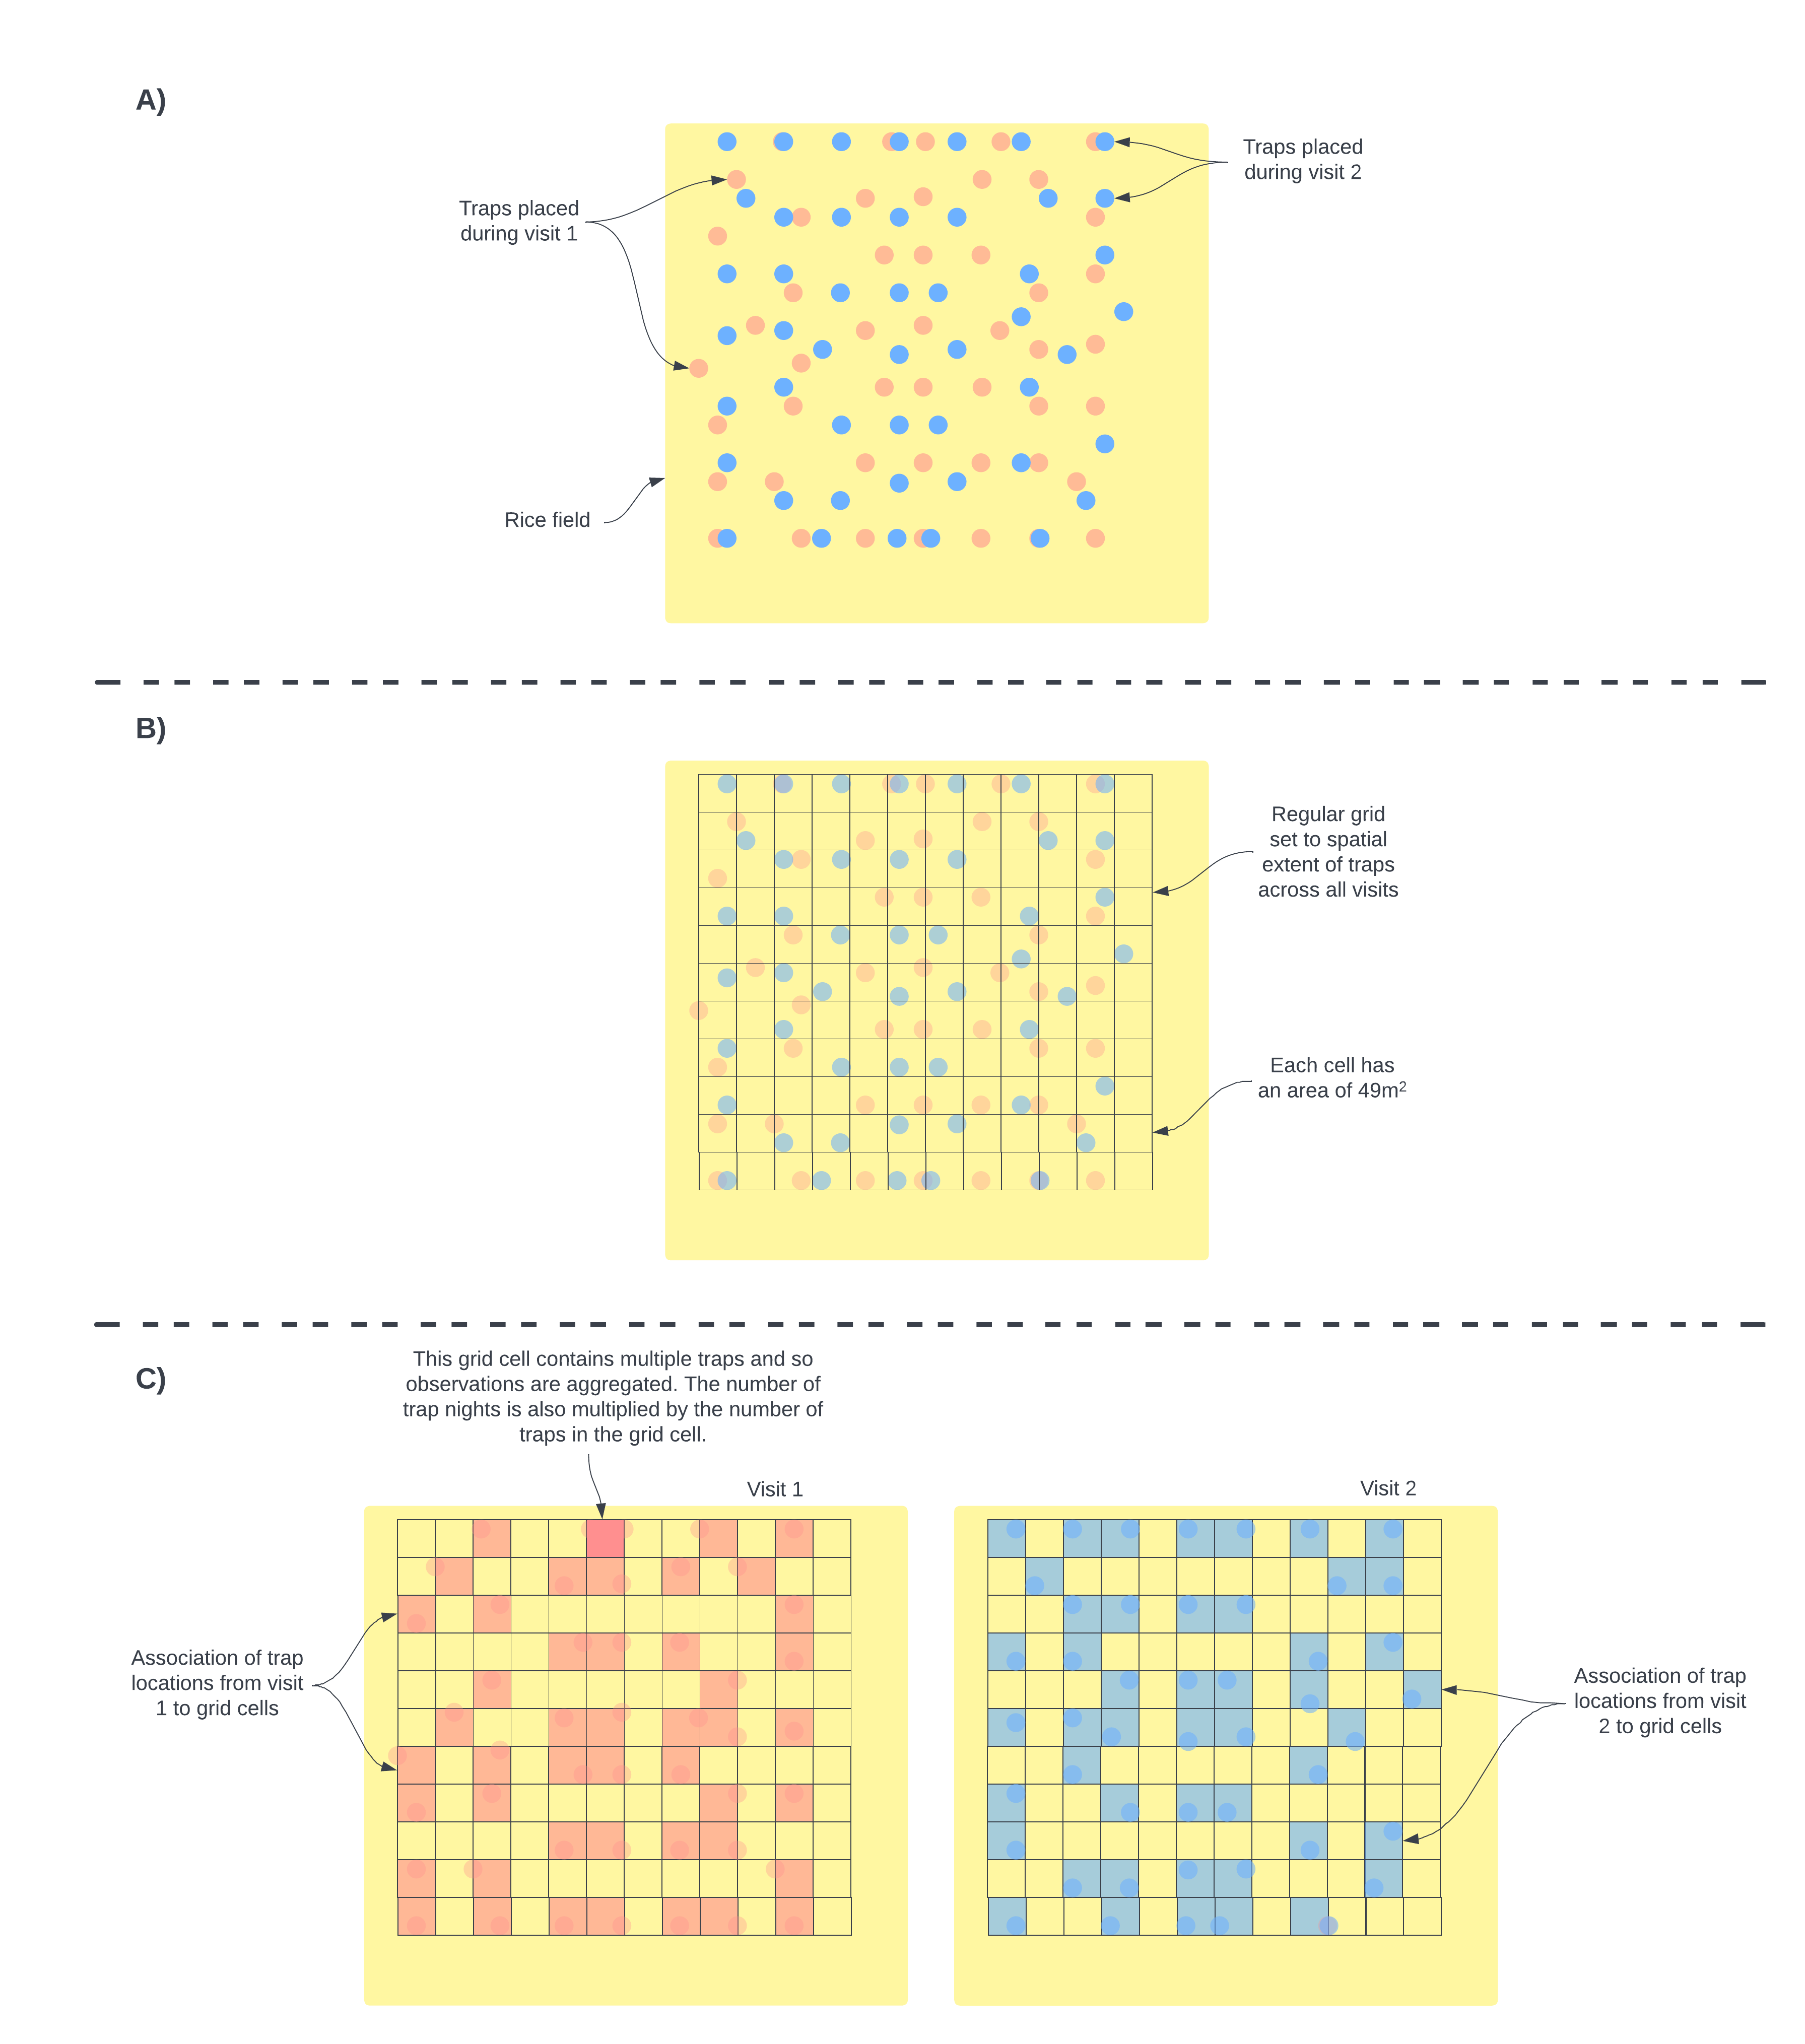 A)
Traps placed
during visit 2
Traps placed
during visit 1
Rice field
B)
Regular grid
set to spatial
extent of traps
across all visits
Each cell has
an area of 49m²
C)
This grid cell contains multiple traps and so
observations are aggregated. The number of
trap nights is also multiplied by the number of
traps in the grid cell.
Visit 1
Visit 2
Association of trap
locations from visit
1 to grid cells
Association of trap
locations from visit
2 to grid cells